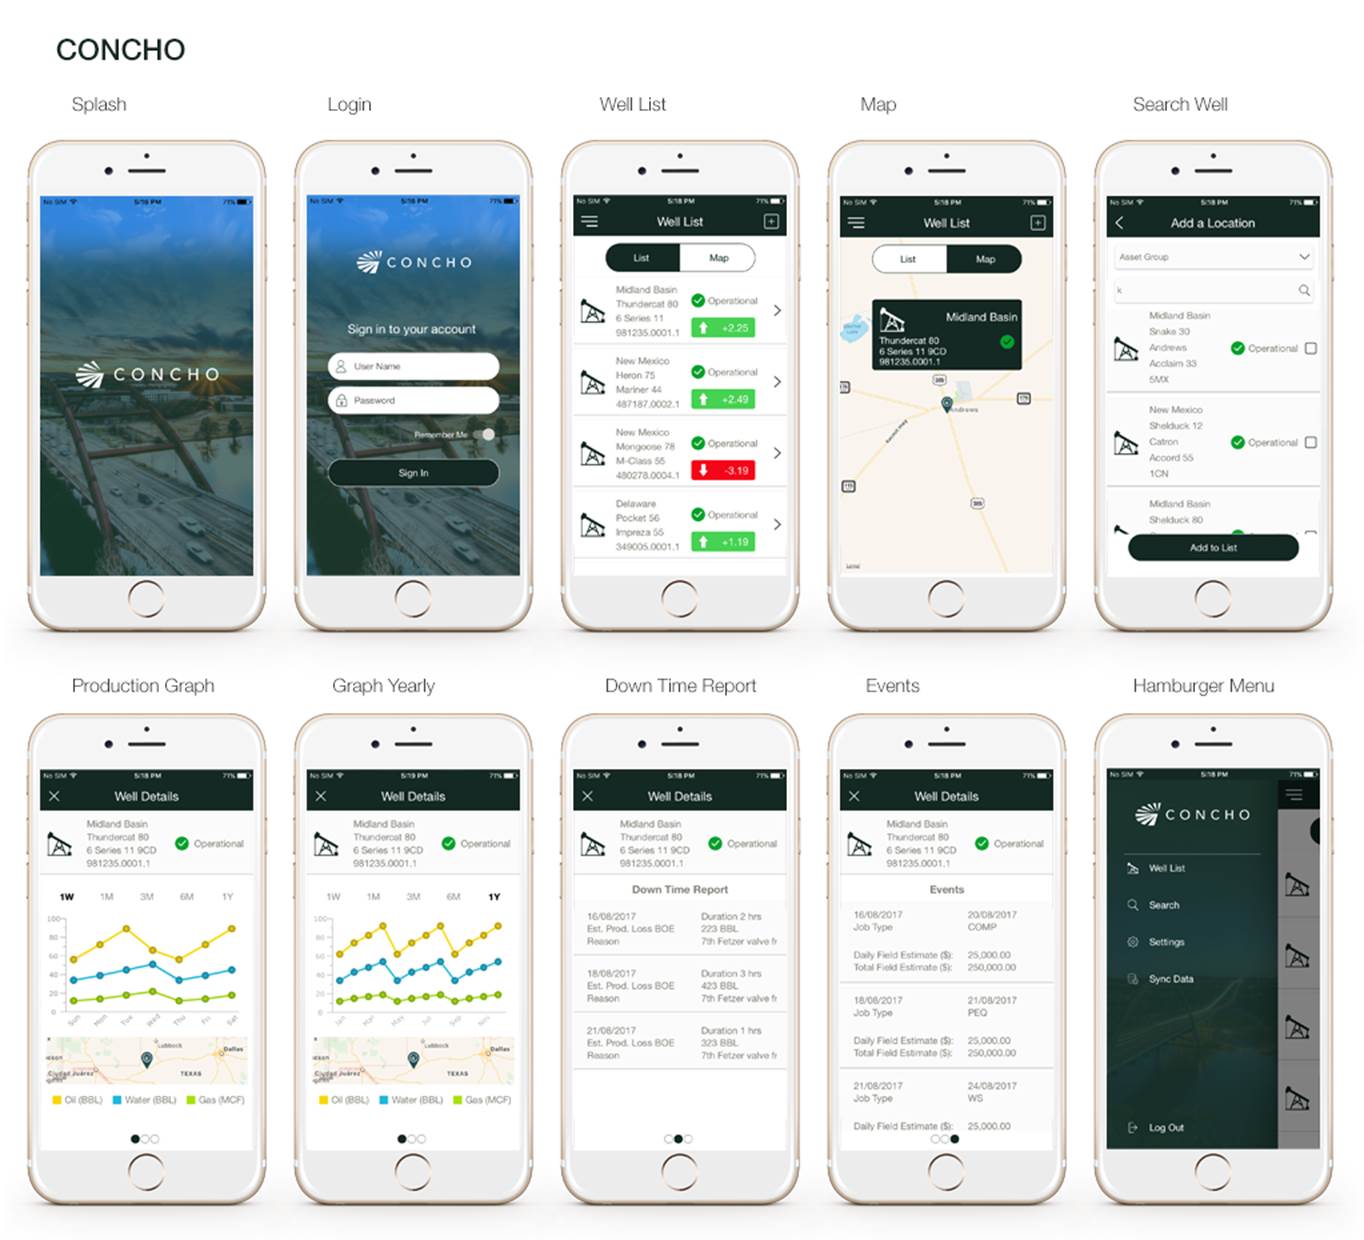 CONCHO
Splash
Login
Well List
Map
Search Well
No SIM 5:18 PM 71%
CONCHO
No SIM 5:18 PM 71%
CONCHO
Sign in to your account
User Name
Password
Remember Me
Sign In
No SIM 5:18 PM 71%
Well List
List Map
Midland Basin
Thundercat 80
6 Series 11
981235.0001.1
Operational
+2.25
New Mexico
Heron 75
Mariner 44
487187.0002.1
Operational
+2.49
New Mexico
Mongoose 78
M-Class 55
480278.0004.1
Operational
-3.19
Delaware
Pocket 56
Impreza 55
349005.0001.1
Operational
+1.19
No SIM 5:18 PM 71%
Well List
List Map
Midland Basin
Thundercat 80
6 Series 11 9CD
981235.0001.1
385
176
Andrews
115
385
Legal
No SIM 5:18 PM 71%
Add a Location
Asset Group
k
Midland Basin
Snake 30
Andrews
Acclaim 33
5MX
Operational
New Mexico
Shelduck 12
Catron
Accord 55
1CN
Operational
Midland Basin
Shelduck 80
Add to List
Production Graph
Graph Yearly
Down Time Report
Events
Hamburger Menu
No SIM 5:18 PM 71%
Well Details
Midland Basin
Thundercat 80
6 Series 11 9CD
981235.0001.1
Operational
1W 1M 3M 6M 1Y
100
80
60
40
20
0
Sun Mon Tue Wed Thu Fri Sat
Lubbock
Dallas
Ciudad Juárez
TEXAS
Oil (BBL) Water (BBL) Gas (MCF)
No SIM 5:19 PM 71%
Well Details
Midland Basin
Thundercat 80
6 Series 11 9CD
981235.0001.1
Operational
1W 1M 3M 6M 1Y
100
80
60
40
20
0
Jan Mar May Jul Sep Nov
Lubbock
Dallas
Ciudad Juárez
TEXAS
Oil (BBL) Water (BBL) Gas (MCF)
No SIM 5:18 PM 71%
Well Details
Midland Basin
Thundercat 80
6 Series 11 9CD
981235.0001.1
Operational
Down Time Report
16/08/2017 Duration 2 hrs
Est. Prod. Loss BOE 223 BBL
Reason 7th Fetzer valve fr
18/08/2017 Duration 3 hrs
Est. Prod. Loss BOE 423 BBL
Reason 7th Fetzer valve fr
21/08/2017 Duration 1 hrs
Est. Prod. Loss BOE 323 BBL
Reason 7th Fetzer valve fr
No SIM 5:18 PM 71%
Well Details
Midland Basin
Thundercat 80
6 Series 11 9CD
981235.0001.1
Operational
Events
16/08/2017 20/08/2017
Job Type COMP
Daily Field Estimate ($): 25,000.00
Total Field Estimate ($): 250,000.00
18/08/2017 21/08/2017
Job Type PEQ
Daily Field Estimate ($): 25,000.00
Total Field Estimate ($): 250,000.00
21/08/2017 24/08/2017
Job Type WS
Daily Field Estimate ($): 25,000.00
No SIM 5:18 PM 71%
CONCHO
Well List
Search
Settings
Sync Data
Log Out